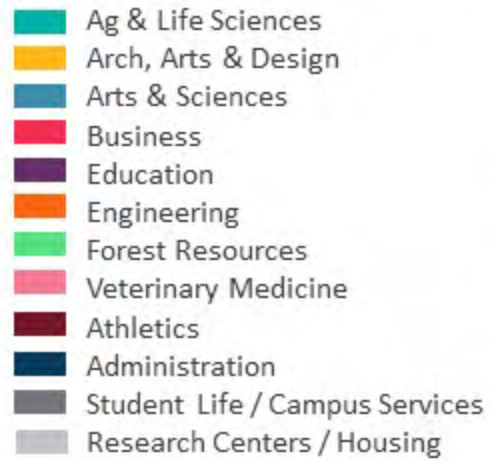 Ag & Life Sciences
Arch, Arts & Design
Arts & Sciences
Business
Education
Engineering
Forest Resources
Veterinary Medicine
Athletics
Administration
Student Life / Campus Services
Research Centers / Housing